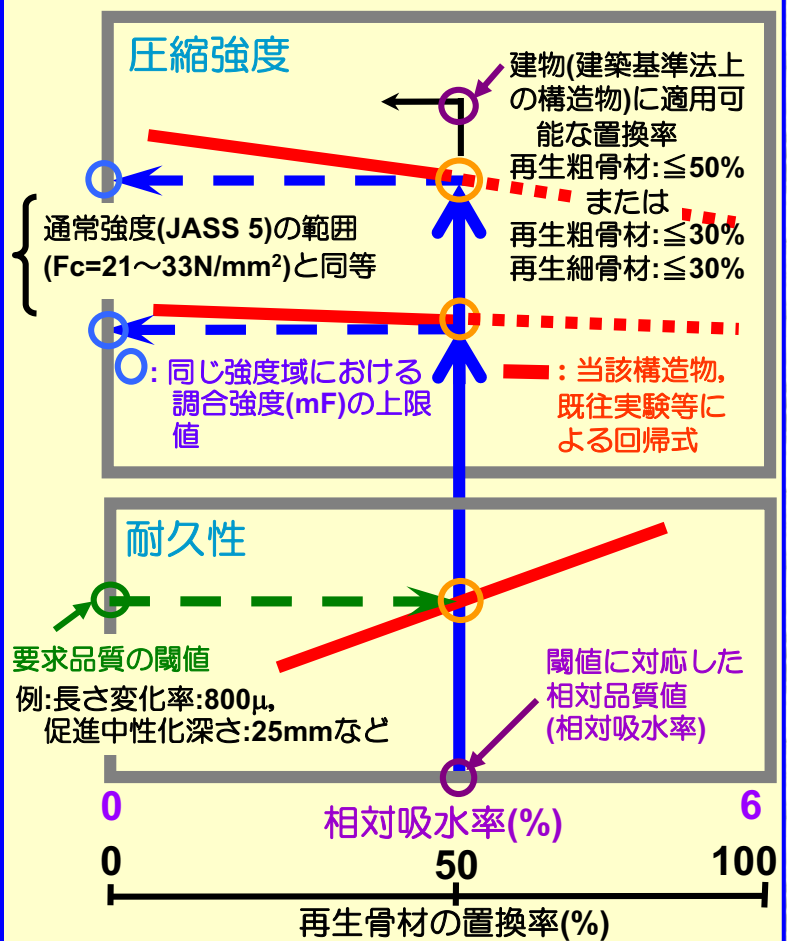 圧縮強度
建物(建築基準法上
の構造物)に適用可
能な置換率
再生粗骨材:≦50%
または
再生粗骨材:≦30%
再生細骨材:≦30%
通常強度(JASS 5)の範囲
(Fc=21～33N/mm²)と同等
: 同じ強度域における
調合強度(mF)の上限
値
: 当該構造物,
既往実験等に
よる回帰式
耐久性
要求品質の閾値
例:長さ変化率:800μ,
促進中性化深さ:25mmなど
閾値に対応した
相対品質値
(相対吸水率)
0
6
相対吸水率(%)
0
50
100
再生骨材の置換率(%)